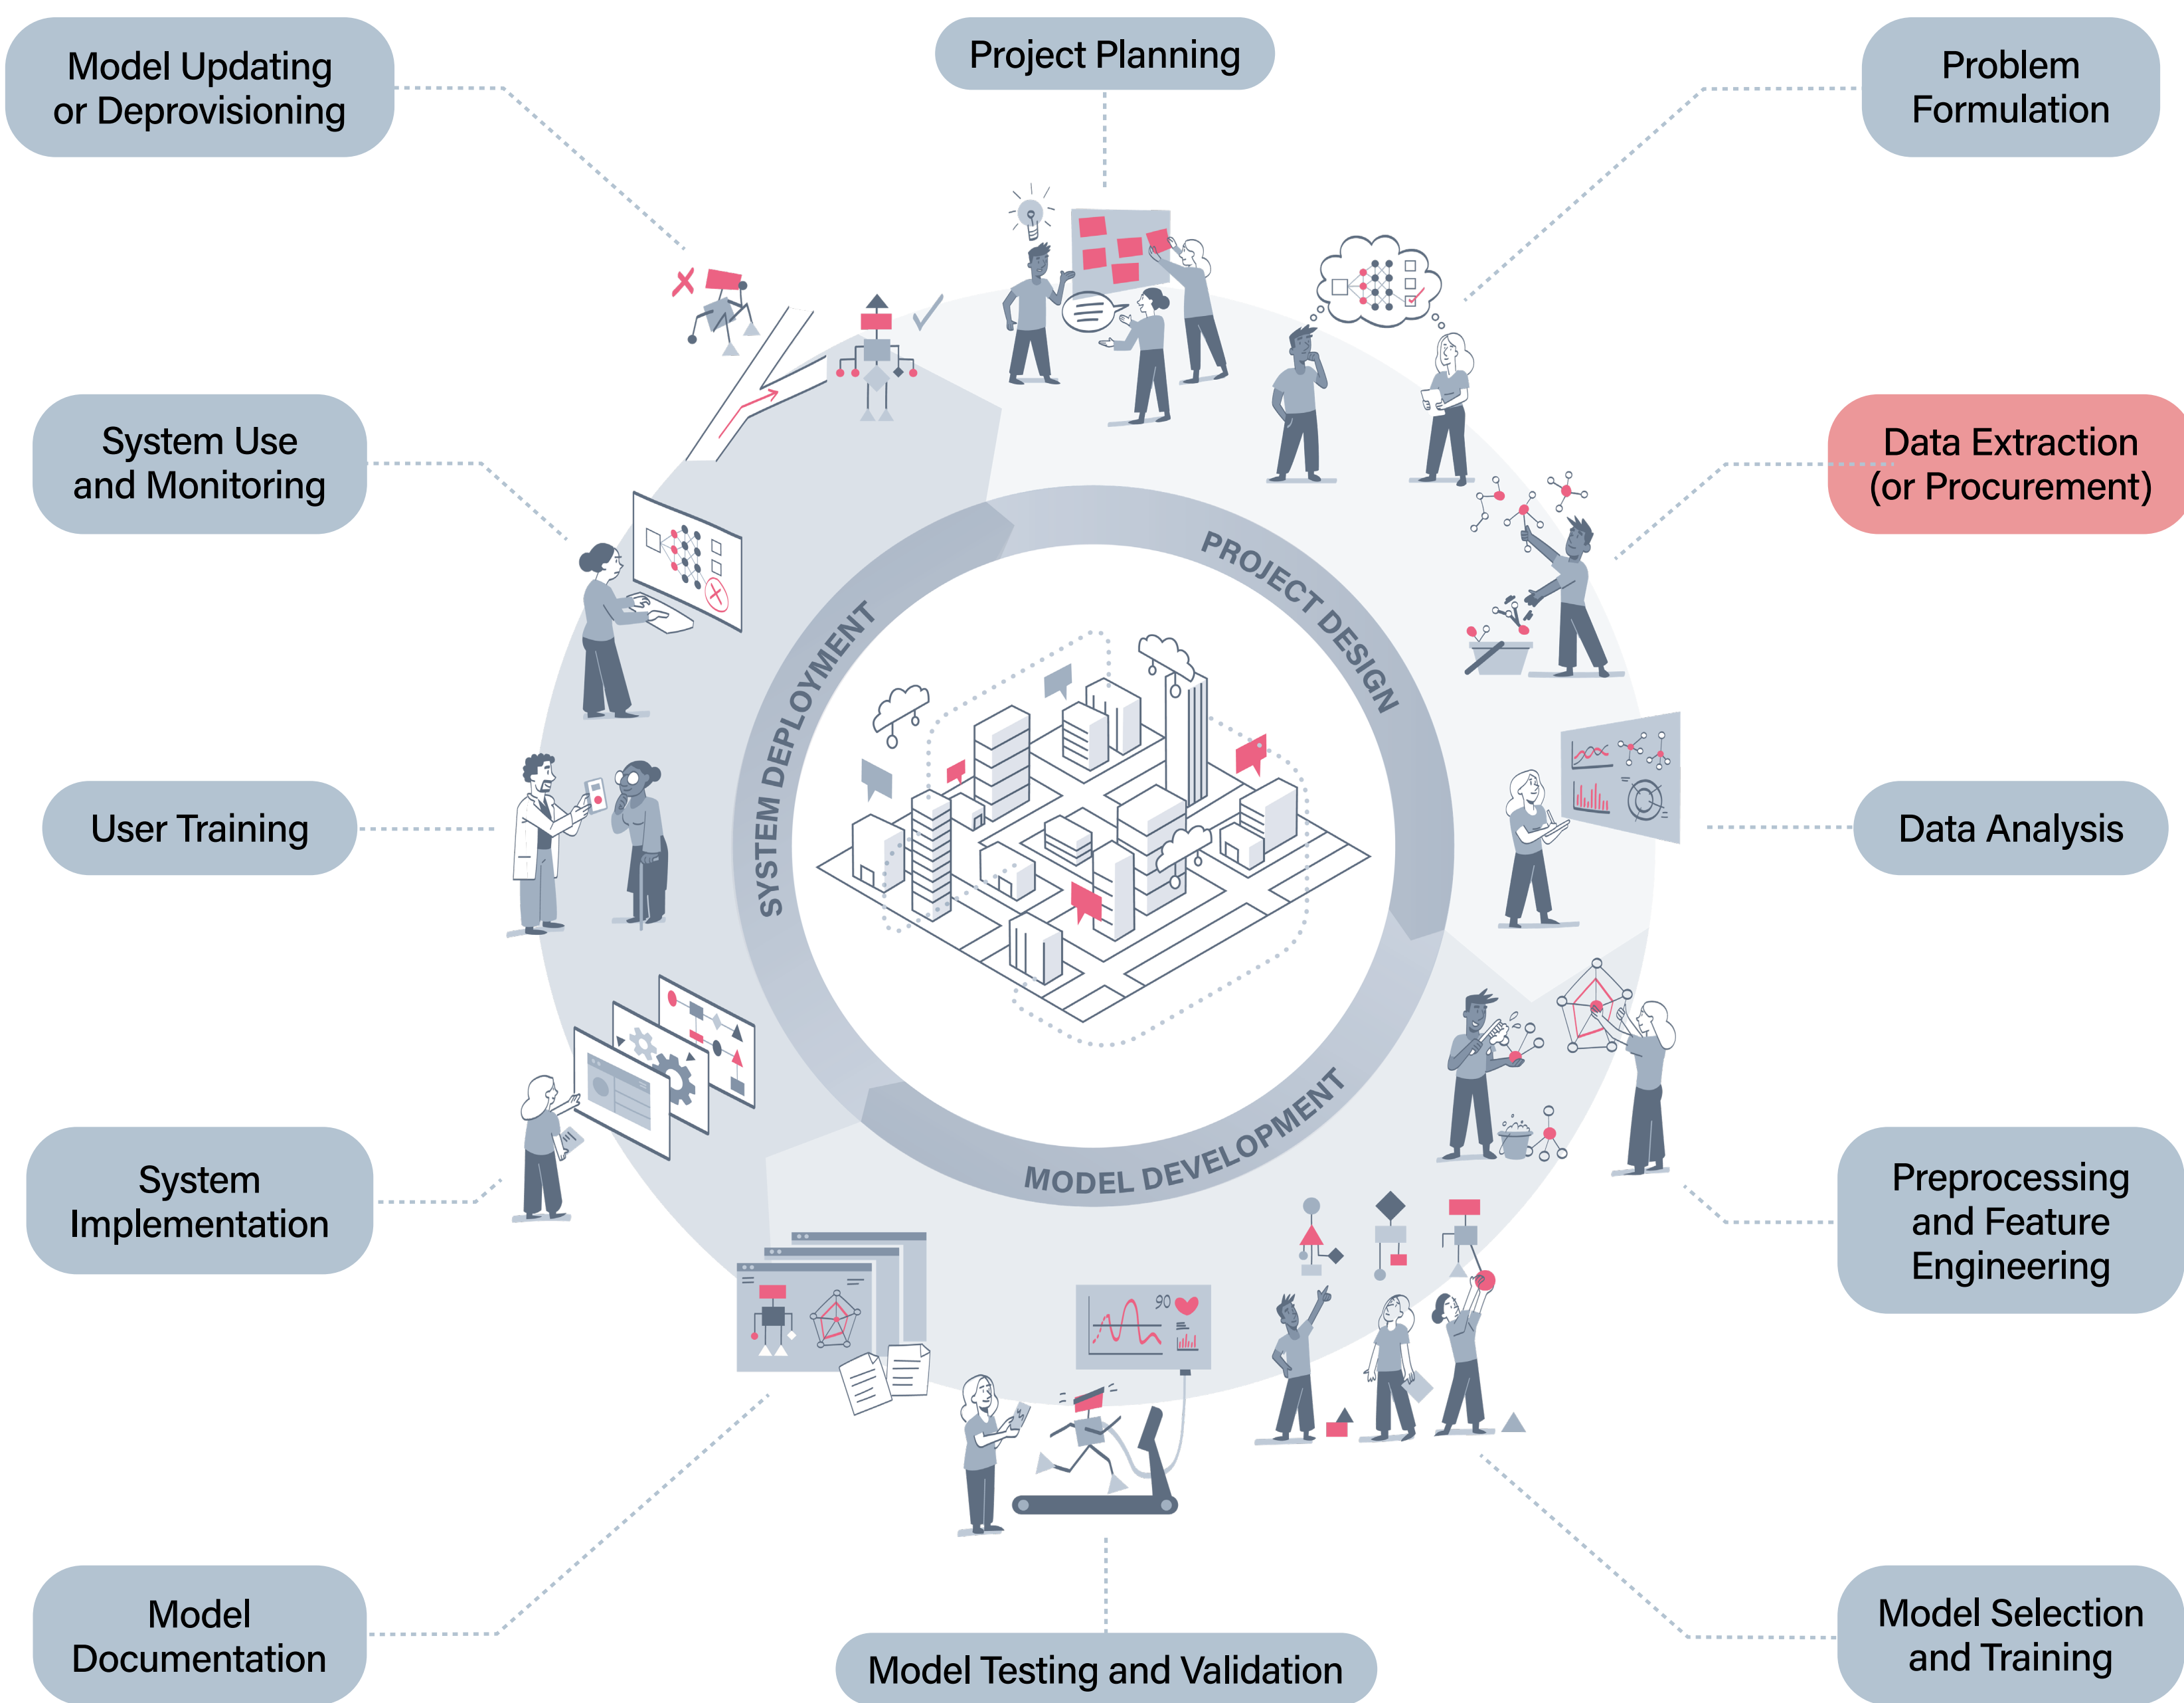 Model Updating
or Deprovisioning
Project Planning
Problem
Formulation
System Use
and Monitoring
Data Extraction
(or Procurement)
PROJECT DESIGN
SYSTEM DEPLOYMENT
User Training
Data Analysis
System
Implementation
MODEL DEVELOPMENT
Preprocessing
and Feature
Engineering
90
Model
Documentation
Model Testing and Validation
Model Selection
and Training